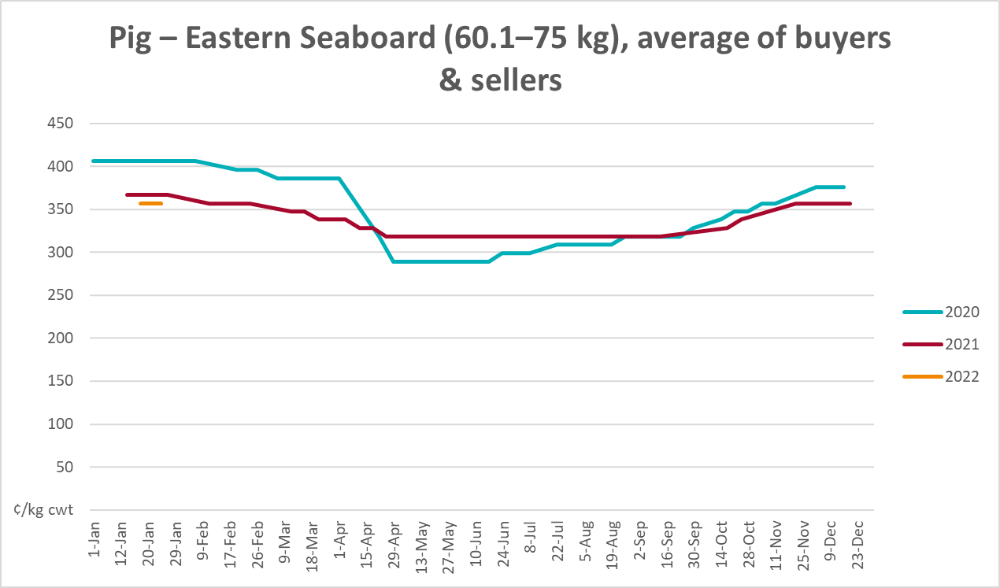 Pig – Eastern Seaboard (60.1–75 kg), average of buyers
& sellers
450
400
350
300
250
200
150
100
50
¢/kg cwt
1-Jan
12-Jan
20-Jan
29-Jan
9-Feb
17-Feb
26-Feb
9-Mar
18-Mar
1-Apr
15-Apr
29-Apr
13-May
27-May
10-Jun
24-Jun
8-Jul
22-Jul
5-Aug
19-Aug
2-Sep
16-Sep
30-Sep
14-Oct
28-Oct
11-Nov
25-Nov
9-Dec
23-Dec
2020
2021
2022